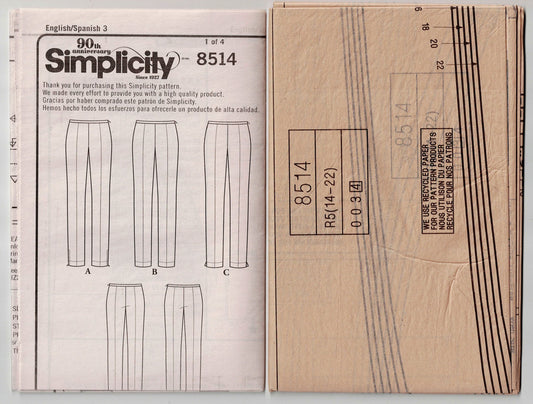 English/Spanish 3
90th
anniversary
Simplicity
Since 1927
1 of 4
8514
Thank you for purchasing this Simplicity pattern.
We made every effort to provide you with a high quality product.
Gracias por haber comprado este patrón de Simplicity.
Hemos hecho todos los esfuerzos para ofrecerle un producto de alta calidad.
A
B
C
18
20
22
8514
22)
8514
R5(14-22)
0 0 3 4
WE USE RECYCLED PAPER
FOR OUR PATTERN PRODUCTS
NOUS UTILISON DU PAPER
RECYCLE POUR NOS PATRONS